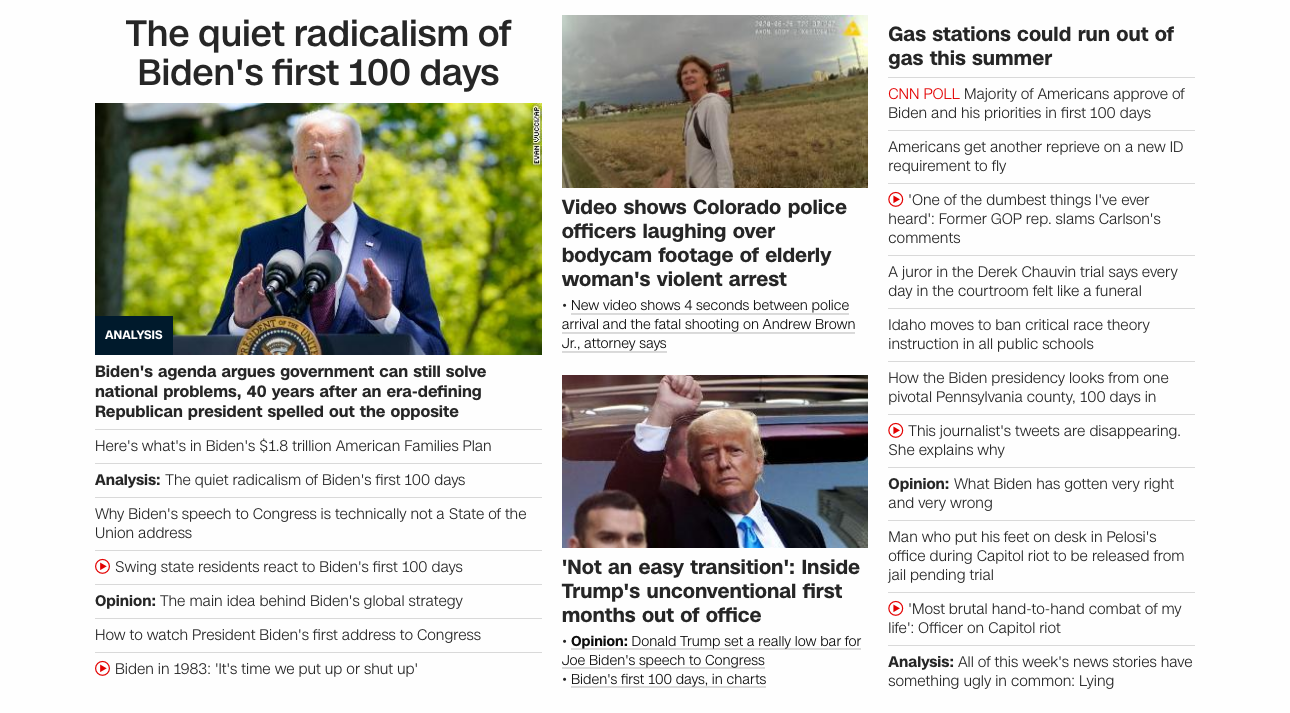 The quiet radicalism of
Biden's first 100 days
EVAN VUCCI/AP
ANALYSIS
Biden's agenda argues government can still solve
national problems, 40 years after an era-defining
Republican president spelled out the opposite
Here's what's in Biden's $1.8 trillion American Families Plan
Analysis: The quiet radicalism of Biden's first 100 days
Why Biden's speech to Congress is technically not a State of the
Union address
Swing state residents react to Biden's first 100 days
Opinion: The main idea behind Biden's global strategy
How to watch President Biden's first address to Congress
Biden in 1983: 'It's time we put up or shut up'
Video shows Colorado police
officers laughing over
bodycam footage of elderly
woman's violent arrest
• New video shows 4 seconds between police
arrival and the fatal shooting on Andrew Brown
Jr., attorney says
'Not an easy transition': Inside
Trump's unconventional first
months out of office
• Opinion: Donald Trump set a really low bar for
Joe Biden's speech to Congress
• Biden's first 100 days, in charts
Gas stations could run out of
gas this summer
CNN POLL Majority of Americans approve of
Biden and his priorities in first 100 days
Americans get another reprieve on a new ID
requirement to fly
'One of the dumbest things I've ever
heard': Former GOP rep. slams Carlson's
comments
A juror in the Derek Chauvin trial says every
day in the courtroom felt like a funeral
Idaho moves to ban critical race theory
instruction in all public schools
How the Biden presidency looks from one
pivotal Pennsylvania county, 100 days in
This journalist's tweets are disappearing.
She explains why
Opinion: What Biden has gotten very right
and very wrong
Man who put his feet on desk in Pelosi's
office during Capitol riot to be released from
jail pending trial
'Most brutal hand-to-hand combat of my
life': Officer on Capitol riot
Analysis: All of this week's news stories have
something ugly in common: Lying